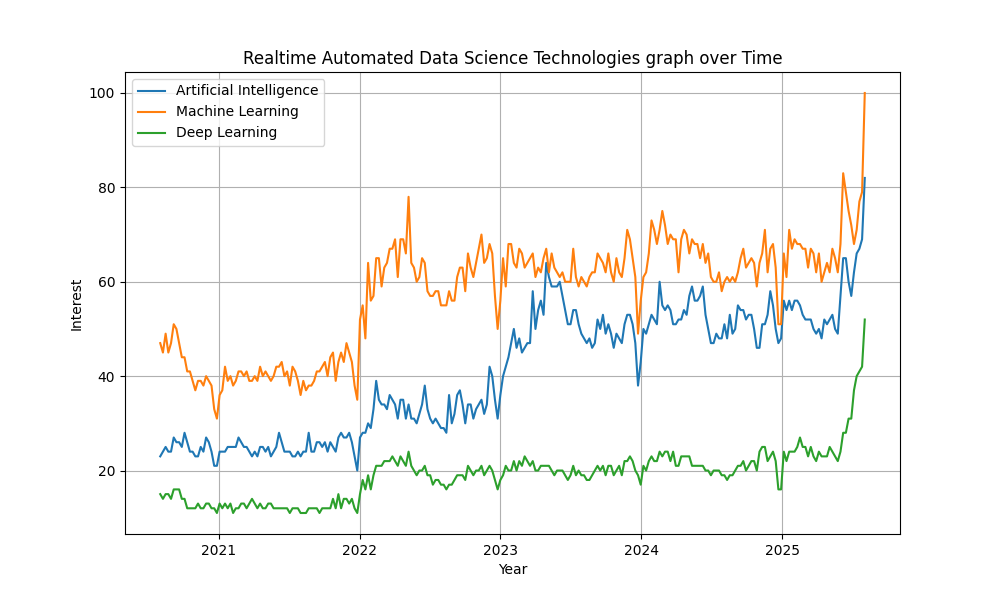 Realtime Automated Data Science Technologies graph over Time
Artificial Intelligence
Machine Learning
Deep Learning
100
80
60
40
20
Interest
2021 2022 2023 2024 2025
Year